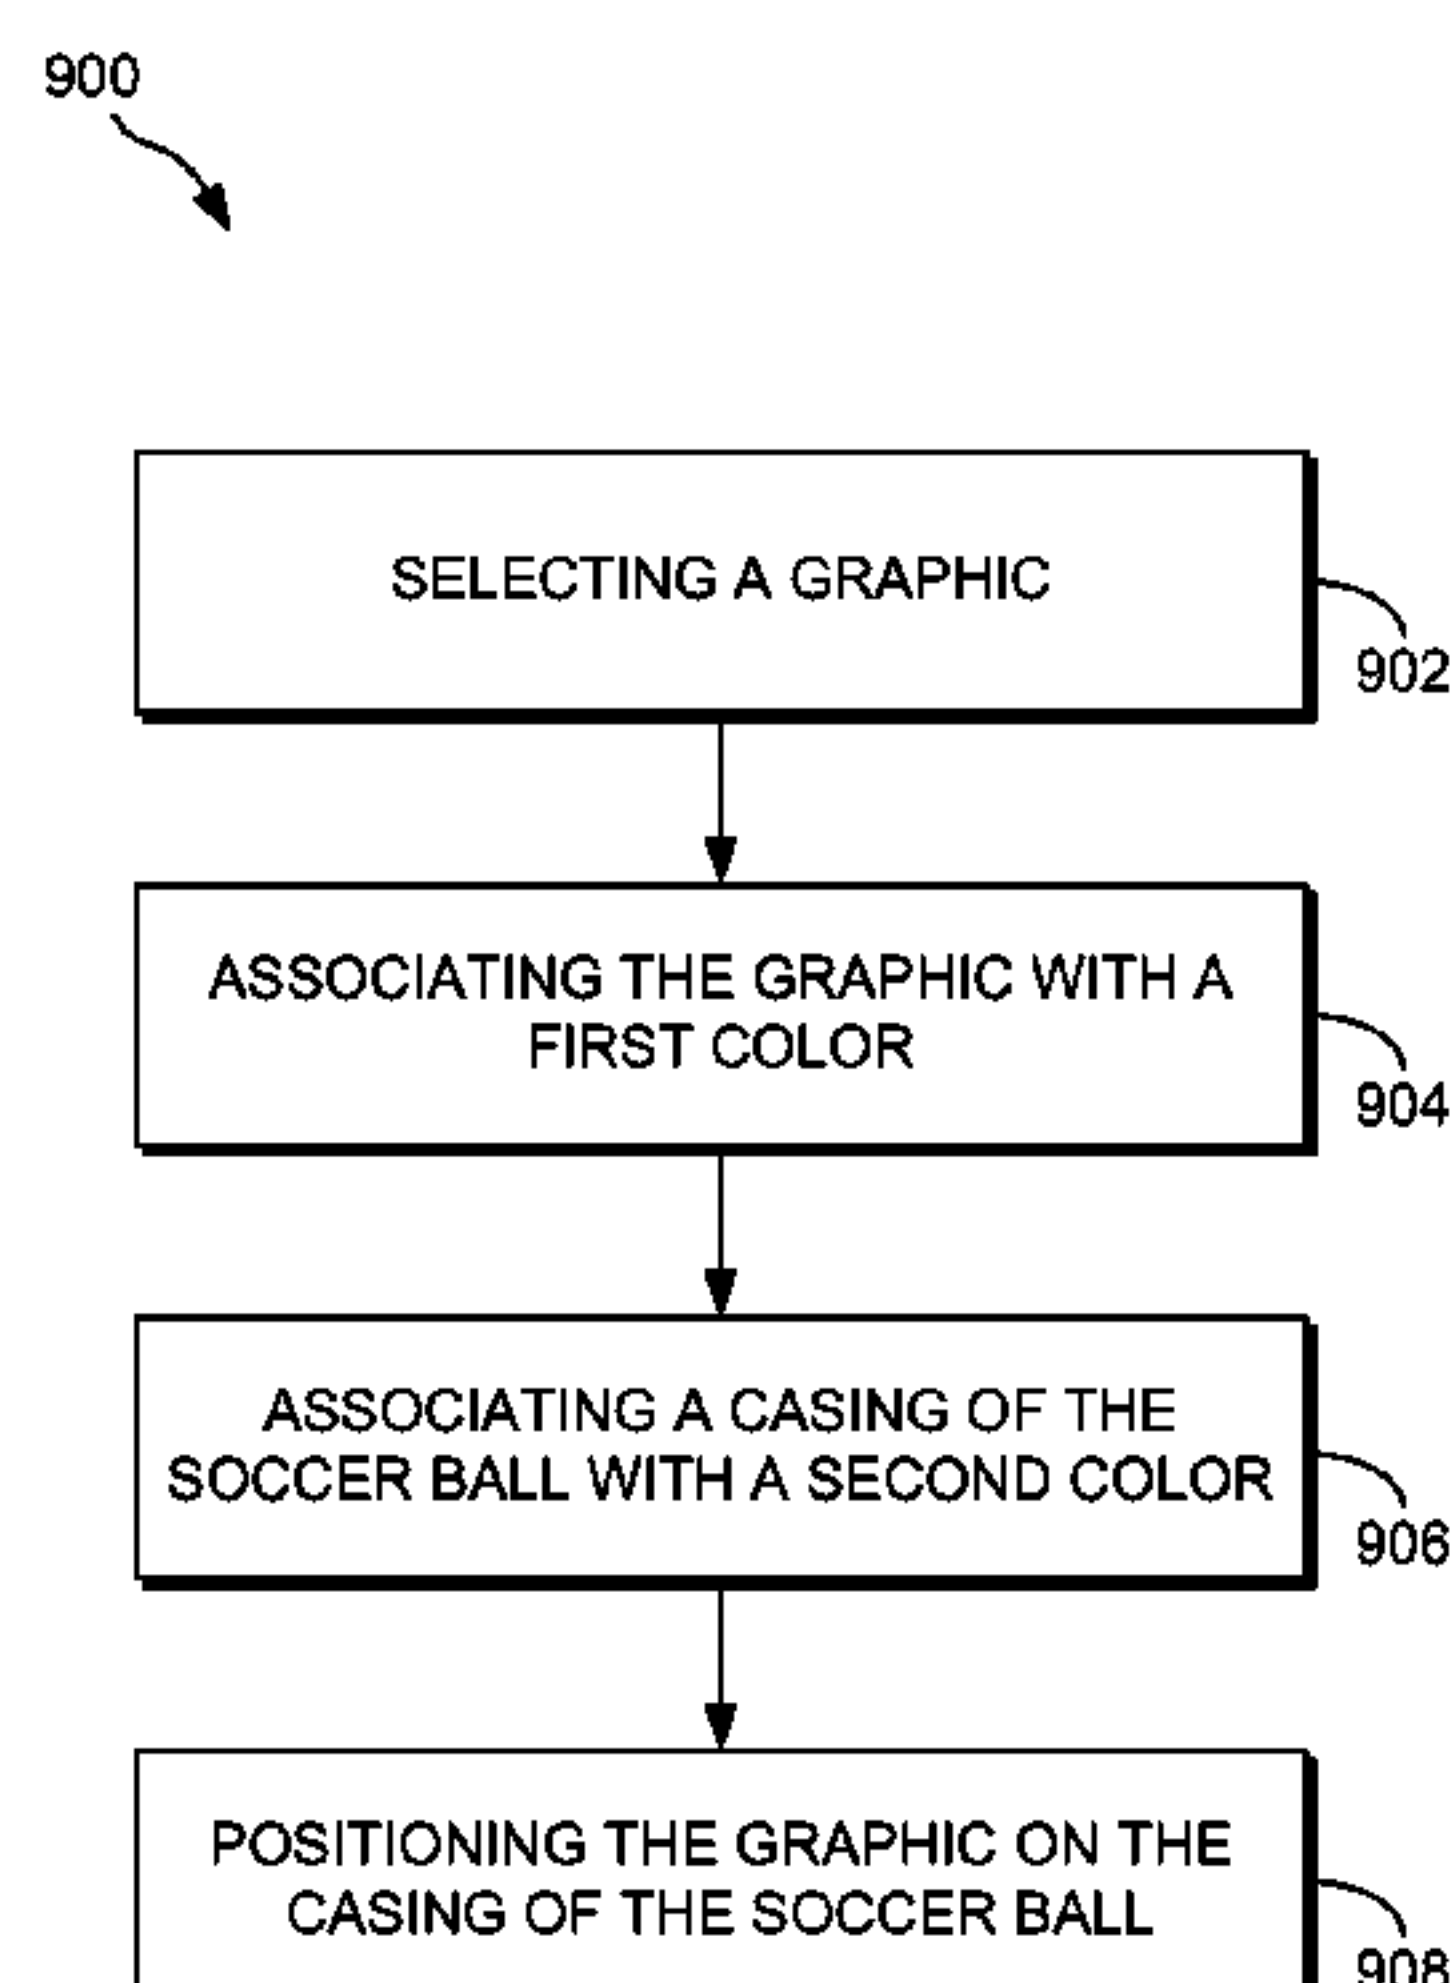 900
SELECTING A GRAPHIC
902
ASSOCIATING THE GRAPHIC WITH A
FIRST COLOR
904
ASSOCIATING A CASING OF THE
SOCCER BALL WITH A SECOND COLOR
906
POSITIONING THE GRAPHIC ON THE
CASING OF THE SOCCER BALL
908